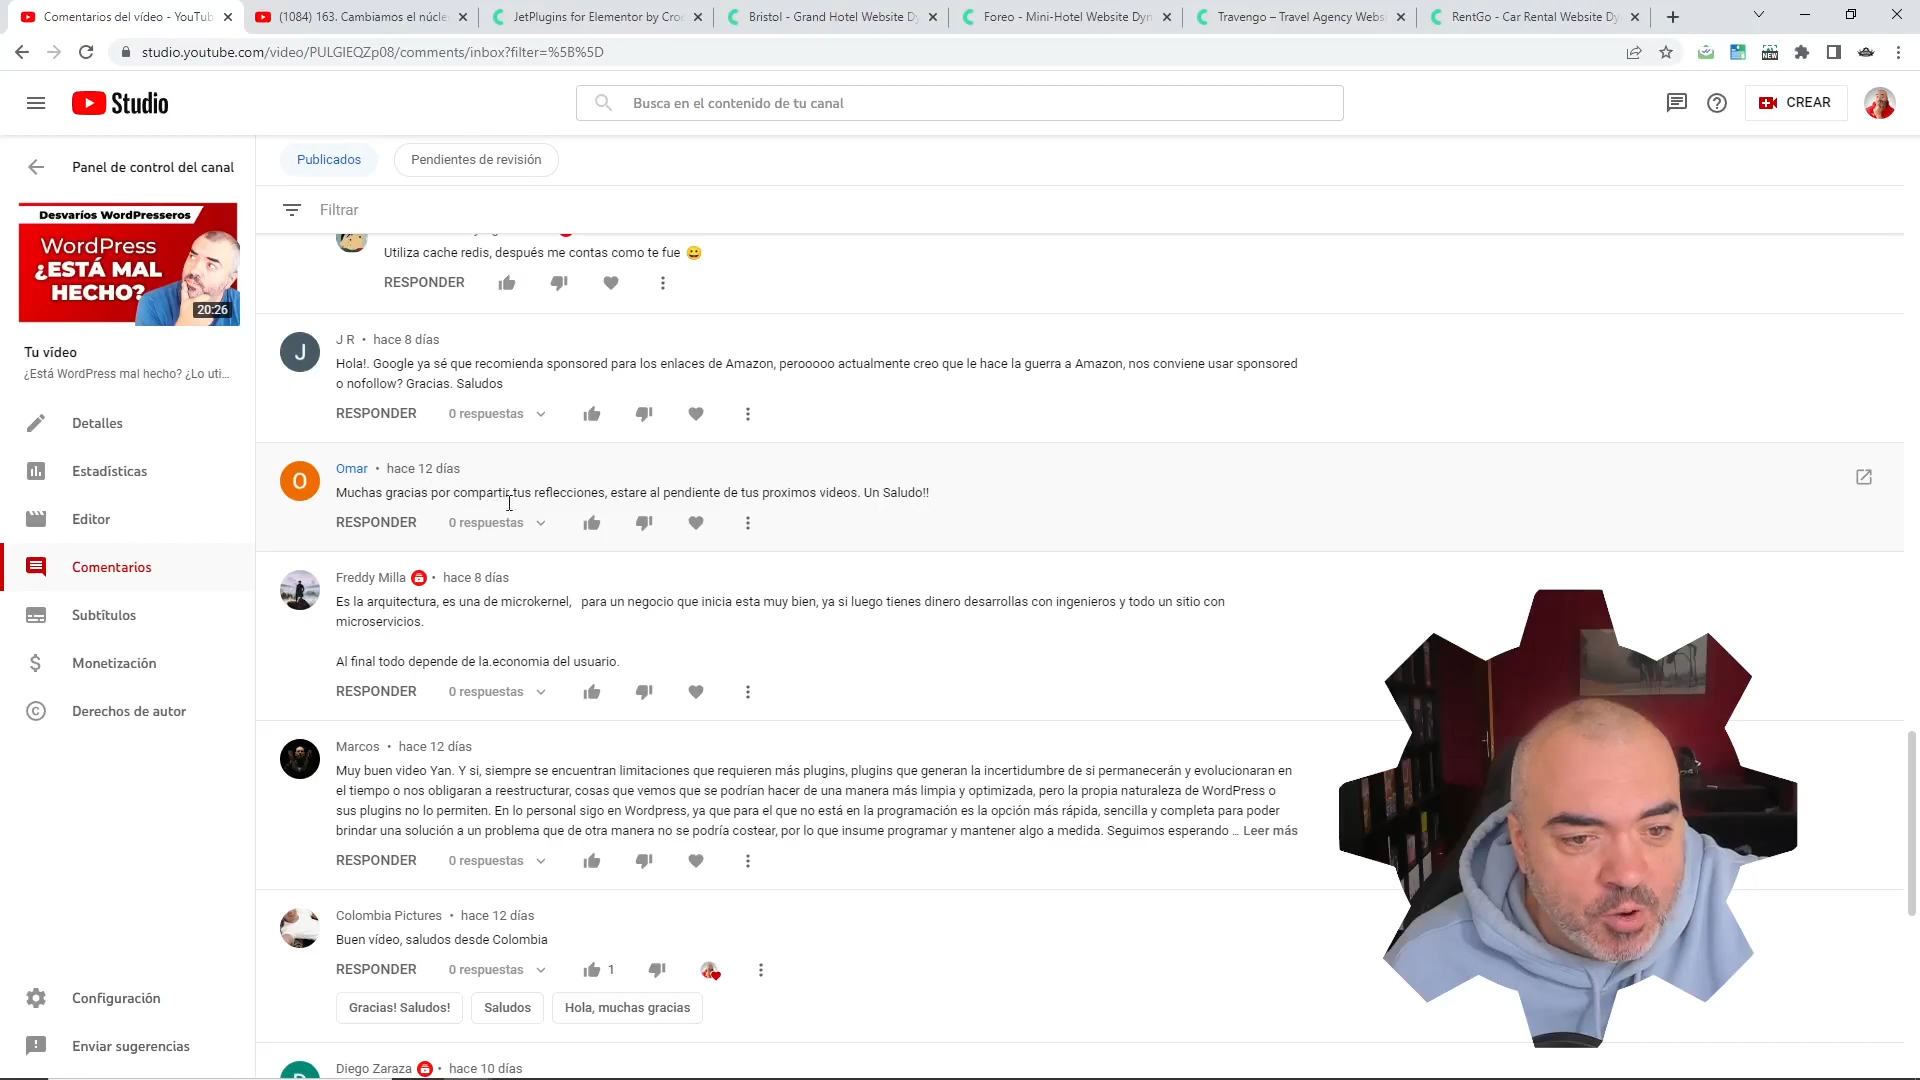 Comentarios del vídeo - YouTub
(1084) 163. Cambiamos el núcle
JetPlugins for Elementor by Croc
Bristol - Grand Hotel Website Dy
Foreo - Mini-Hotel Website Dyn
Travengo – Travel Agency Websi
RentGo - Car Rental Website Dy
studio.youtube.com/video/PULGIEQZp08/comments/inbox?filter=%5B%5D
NEW
Studio
Busca en el contenido de tu canal
CREAR
Panel de control del canal
Publicados
Pendientes de revisión
Filtrar
Desvaríos WordPresseros
WordPress
¿ESTÁ MAL
HECHO?
20:26
Tu vídeo
¿Está WordPress mal hecho? ¿Lo uti...
Detalles
Estadísticas
Editor
Comentarios
Subtítulos
Monetización
Derechos de autor
Configuración
Enviar sugerencias
Utiliza cache redis, después me contas como te fue 😀
RESPONDER
J
J R • hace 8 días
Hola!. Google ya sé que recomienda sponsored para los enlaces de Amazon, perooooo actualmente creo que le hace la guerra a Amazon, nos conviene usar sponsored
o nofollow? Gracias. Saludos
RESPONDER 0 respuestas
O
Omar • hace 12 días
Muchas gracias por compartir tus reflecciones, estare al pendiente de tus proximos videos. Un Saludo!!
RESPONDER 0 respuestas
Freddy Milla • hace 8 días
Es la arquitectura, es una de microkernel, para un negocio que inicia esta muy bien, ya si luego tienes dinero desarrollas con ingenieros y todo un sitio con
microservicios.
Al final todo depende de la.economia del usuario.
RESPONDER 0 respuestas
Marcos • hace 12 días
Muy buen video Yan. Y si, siempre se encuentran limitaciones que requieren más plugins, plugins que generan la incertidumbre de si permanecerán y evolucionaran en
el tiempo o nos obligaran a reestructurar, cosas que vemos que se podrían hacer de una manera más limpia y optimizada, pero la propia naturaleza de WordPress o
sus plugins no lo permiten. En lo personal sigo en Wordpress, ya que para el que no está en la programación es la opción más rápida, sencilla y completa para poder
brindar una solución a un problema que de otra manera no se podría costear, por lo que insume programar y mantener algo a medida. Seguimos esperando ... Leer más
RESPONDER 0 respuestas
Colombia Pictures • hace 12 días
Buen vídeo, saludos desde Colombia
RESPONDER 0 respuestas 1
Gracias! Saludos!
Saludos
Hola, muchas gracias
Diego Zaraza • hace 10 días